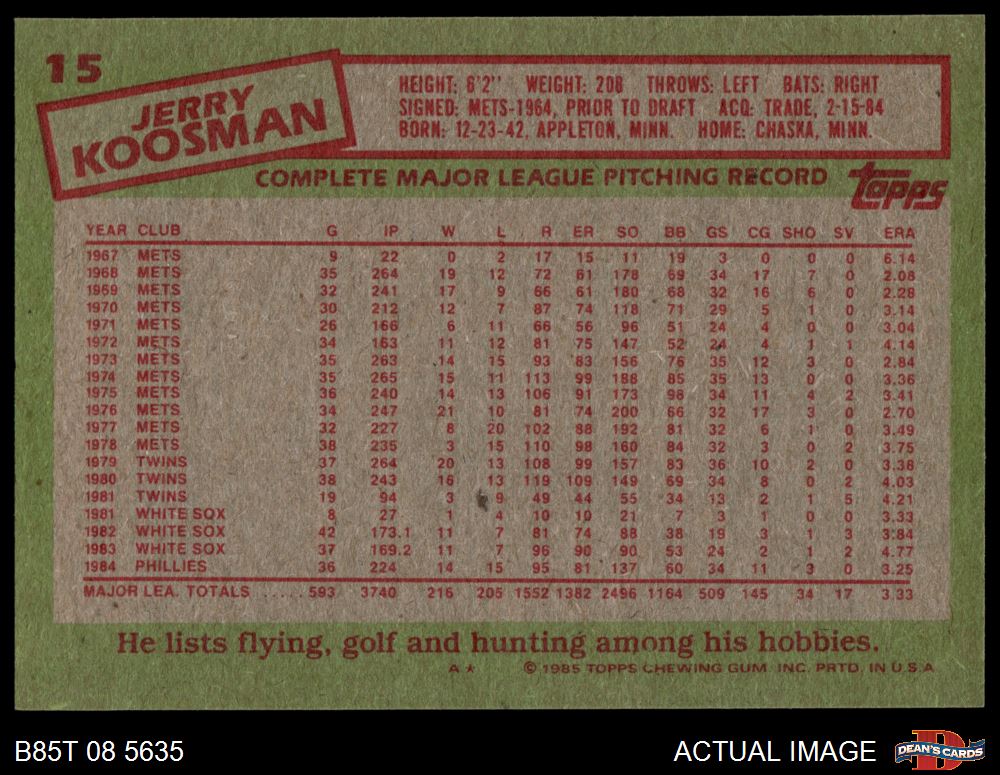 15
JERRY
KOOSMAN
HEIGHT: 6'2" WEIGHT: 208 THROWS: LEFT BATS: RIGHT
SIGNED: METS-1964, PRIOR TO DRAFT ACQ: TRADE, 2-15-84
BORN: 12-23-42, APPLETON, MINN. HOME: CHASKA, MINN.
COMPLETE MAJOR LEAGUE PITCHING RECORD
topps
YEAR CLUB G IP W L R ER SO BB GS CG SHO SV ERA
1967 METS 9 22 0 2 17 15 11 19 3 0 0 0 6.14
1968 METS 35 264 19 12 72 61 178 69 34 17 7 0 2.08
1969 METS 32 241 17 9 66 61 180 68 32 16 6 0 2.28
1970 METS 30 212 12 7 87 74 118 71 29 5 1 0 3.14
1971 METS 26 166 6 11 66 56 96 51 24 4 0 0 3.04
1972 METS 34 163 11 12 81 75 147 52 24 4 1 1 4.14
1973 METS 35 263 14 15 93 83 156 76 35 12 3 0 2.84
1974 METS 35 265 15 11 113 99 188 85 35 13 0 0 3.36
1975 METS 36 240 14 13 106 91 173 98 34 11 4 2 3.41
1976 METS 34 247 21 10 81 74 200 66 32 17 3 0 2.70
1977 METS 32 227 8 20 102 88 192 81 32 6 1 0 3.49
1978 METS 38 235 3 15 110 98 160 84 32 3 0 2 3.75
1979 TWINS 37 264 20 13 108 99 157 83 36 10 2 0 3.38
1980 TWINS 38 243 16 13 119 109 149 69 34 8 0 2 4.03
1981 TWINS 19 94 3 9 49 44 55 34 13 2 1 5 4.21
1981 WHITE SOX 8 27 1 4 10 10 21 7 3 1 0 0 3.33
1982 WHITE SOX 42 173.1 11 7 81 74 88 38 19 3 1 3 3.84
1983 WHITE SOX 37 169.2 11 7 96 90 90 53 24 2 1 2 4.77
1984 PHILLIES 36 224 14 15 95 81 137 60 34 11 3 0 3.25
MAJOR LEA. TOTALS ..... 593 3740 216 205 1552 1382 2496 1164 509 145 34 17 3.33
He lists flying, golf and hunting among his hobbies.
A ★ © 1985 TOPPS CHEWING GUM, INC. PRTD. IN U.S.A.
B85T 08 5635 ACTUAL IMAGE DEAN'S CARDS